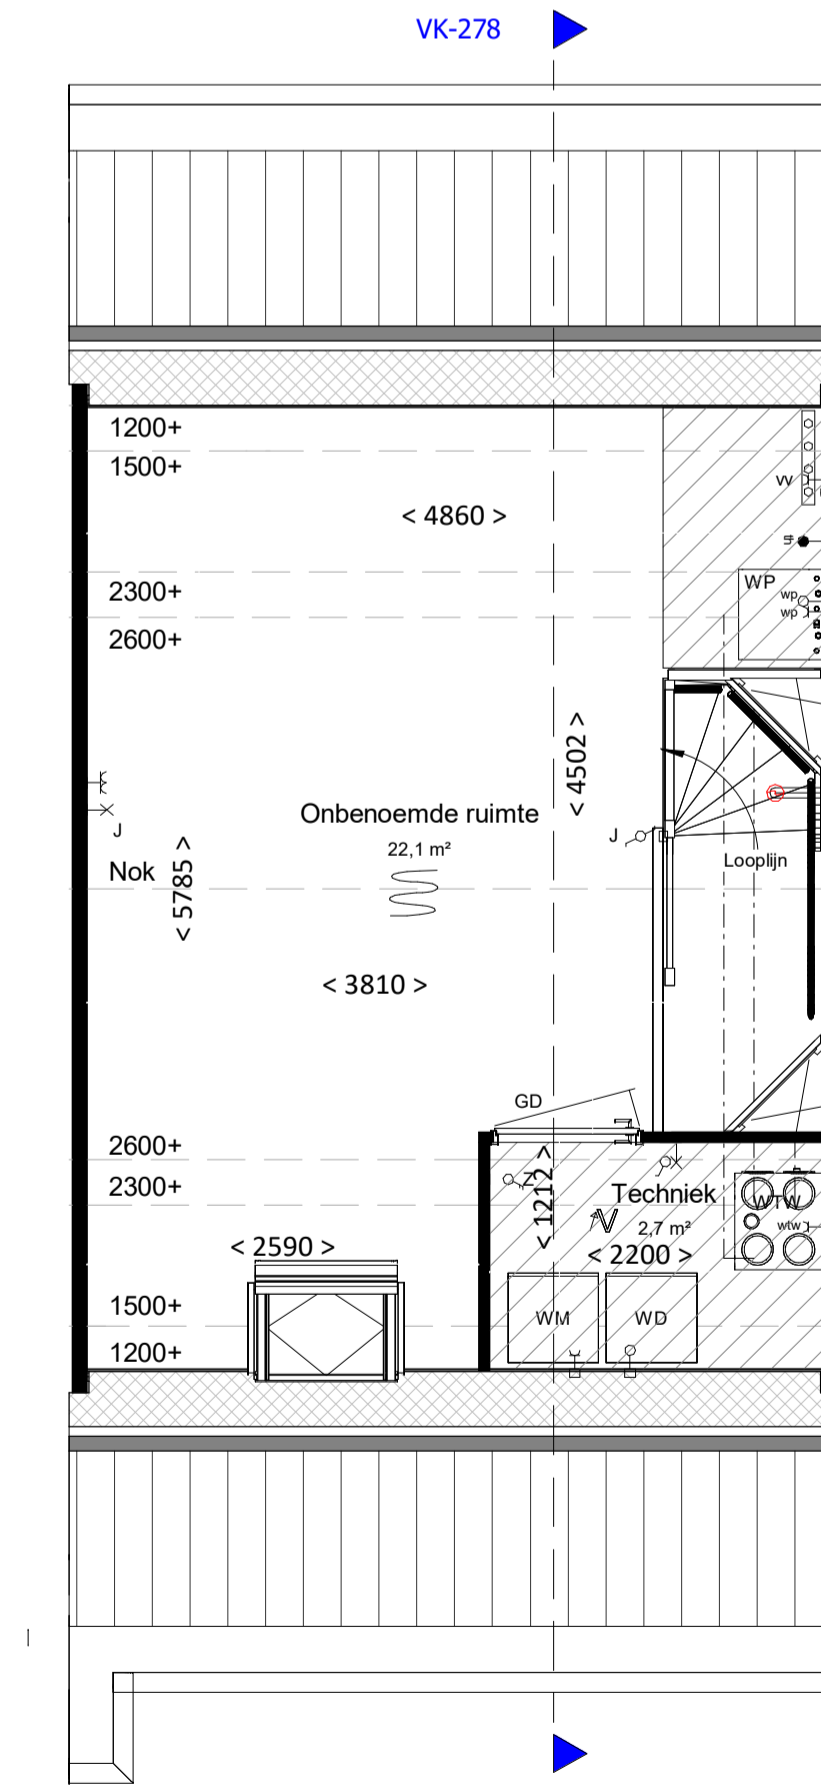 VK-278
1200+
1500+
< 4860 >
VV
2300+
2600+
WP
wp
wp
< 4502 >
Onbenoemde ruimte
22,1 m²
J
J
Looplijn
Nok
< 5785 >
< 3810 >
GD
2600+
2300+
Z
< 1212 >
Techniek
2,7 m²
V
WTW
wtw
< 2590 >
< 2200 >
1500+
1200+
WM
WD